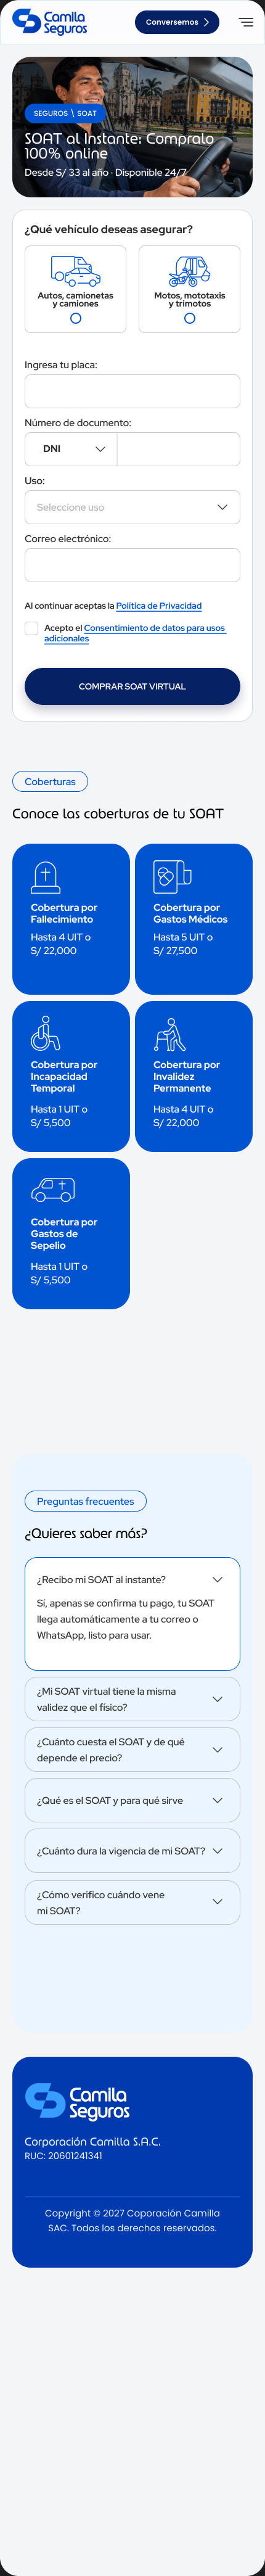 Camila
Seguros
Conversemos
SEGUROS \ SOAT
SOAT al Instante: Compralo
100% online
Desde S/ 33 al año · Disponible 24/7
¿Qué vehículo deseas asegurar?
Autos, camionetas
y camiones
Motos, mototaxis
y trimotos
Ingresa tu placa:
Número de documento:
DNI
Uso:
Seleccione uso
Correo electrónico:
Al continuar aceptas la Política de Privacidad
Acepto el Consentimiento de datos para usos
adicionales
COMPRAR SOAT VIRTUAL
Coberturas
Conoce las coberturas de tu SOAT
Cobertura por
Fallecimiento
Hasta 4 UIT o
S/ 22,000
Cobertura por
Gastos Médicos
Hasta 5 UIT o
S/ 27,500
Cobertura por
Incapacidad
Temporal
Hasta 1 UIT o
S/ 5,500
Cobertura por
Invalidez
Permanente
Hasta 4 UIT o
S/ 22,000
Cobertura por
Gastos de
Sepelio
Hasta 1 UIT o
S/ 5,500
Preguntas frecuentes
¿Quieres saber más?
¿Recibo mi SOAT al instante?
Sí, apenas se confirma tu pago, tu SOAT
llega automáticamente a tu correo o
WhatsApp, listo para usar.
¿Mi SOAT virtual tiene la misma
validez que el físico?
¿Cuánto cuesta el SOAT y de qué
depende el precio?
¿Qué es el SOAT y para qué sirve
¿Cuánto dura la vigencia de mi SOAT?
¿Cómo verifico cuándo vene
mi SOAT?
Camila
Seguros
Corporación Camilla S.A.C.
RUC: 20601241341
Copyright © 2027 Coporación Camilla
SAC. Todos los derechos reservados.